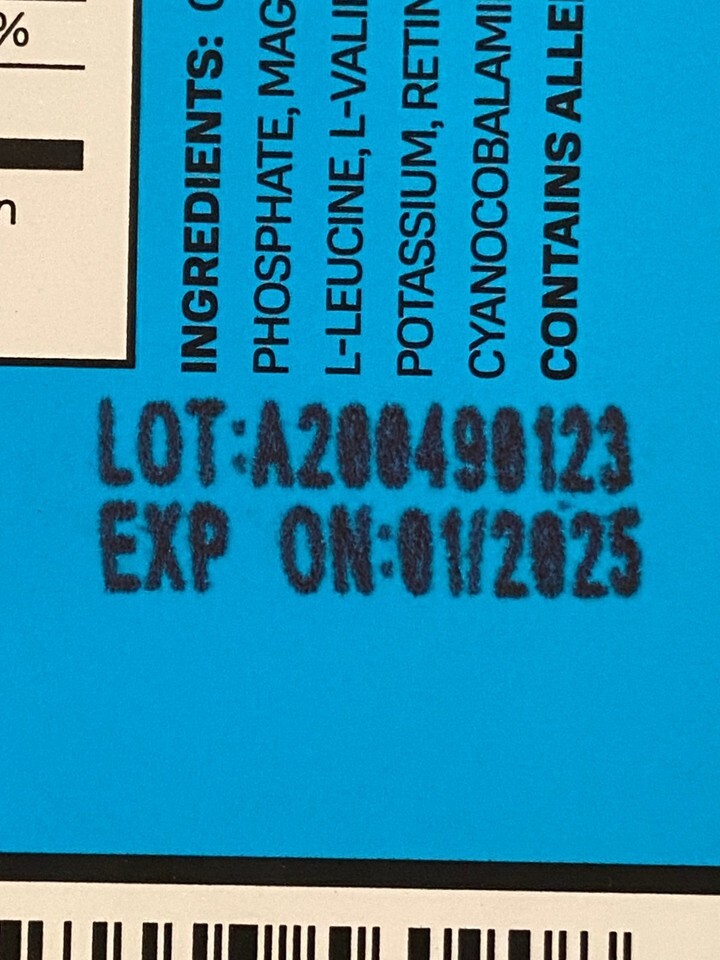 %
n
INGREDIENTS:
PHOSPHATE, MAG
L-LEUCINE, L-VALI
POTASSIUM, RETIN
CYANOCOBALAMI
CONTAINS ALLE
LOT:A200490123
EXP ON:01/2025